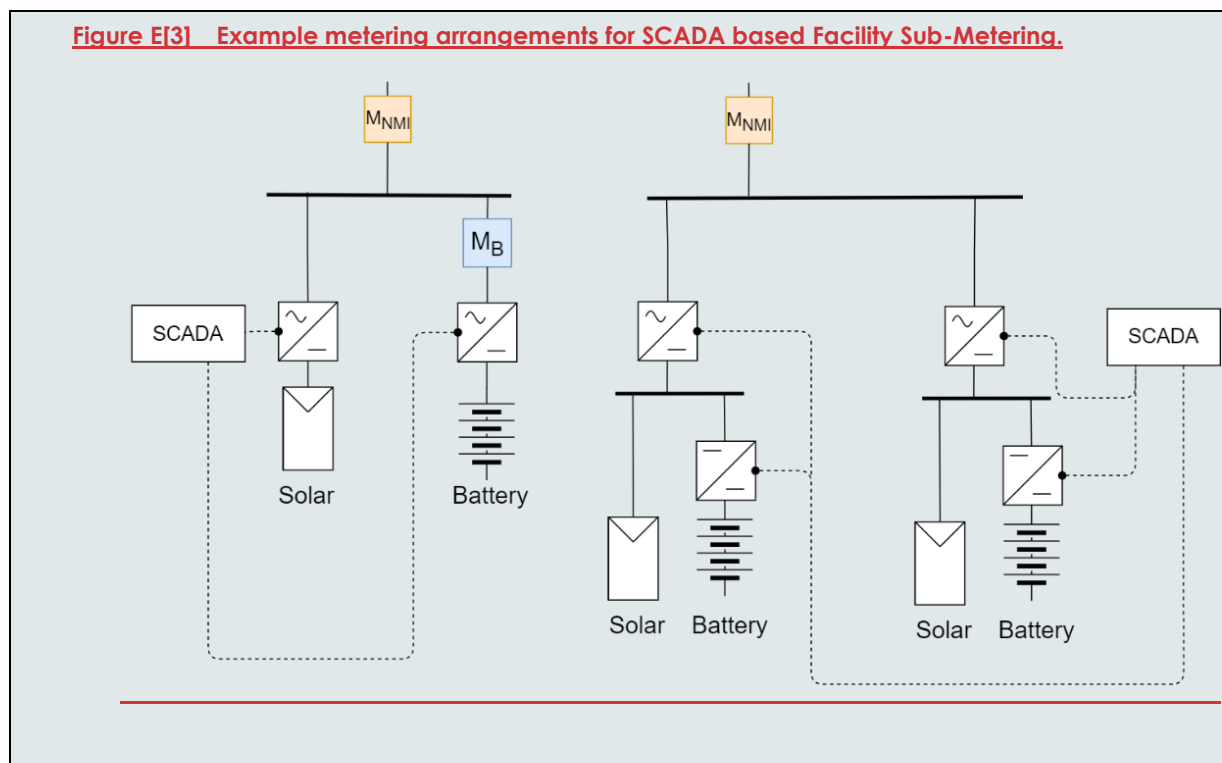 Figure E[3] Example metering arrangements for SCADA based Facility Sub-Metering.
MNMI
MNMI
MB
SCADA
SCADA
Solar
Battery
Solar
Battery
Solar
Battery